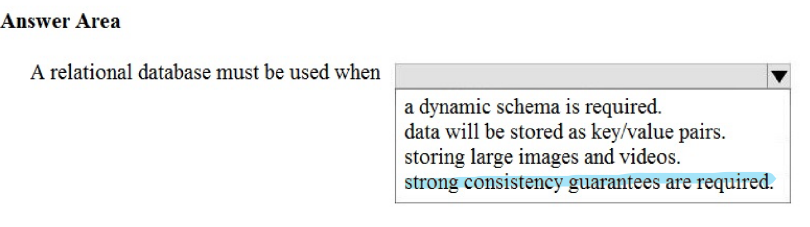 Answer Area
A relational database must be used when
a dynamic schema is required.
data will be stored as key/value pairs.
storing large images and videos.
strong consistency guarantees are required.